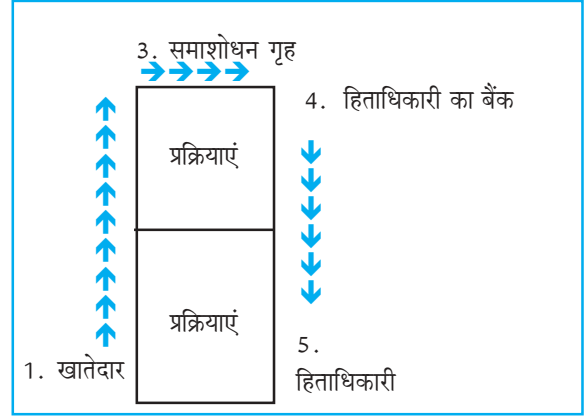 3. समाशोधन गृह
4. हिताधिकारी का बैंक
प्रक्रियाएं
प्रक्रियाएं
1. खातेदार
5.
हिताधिकारी